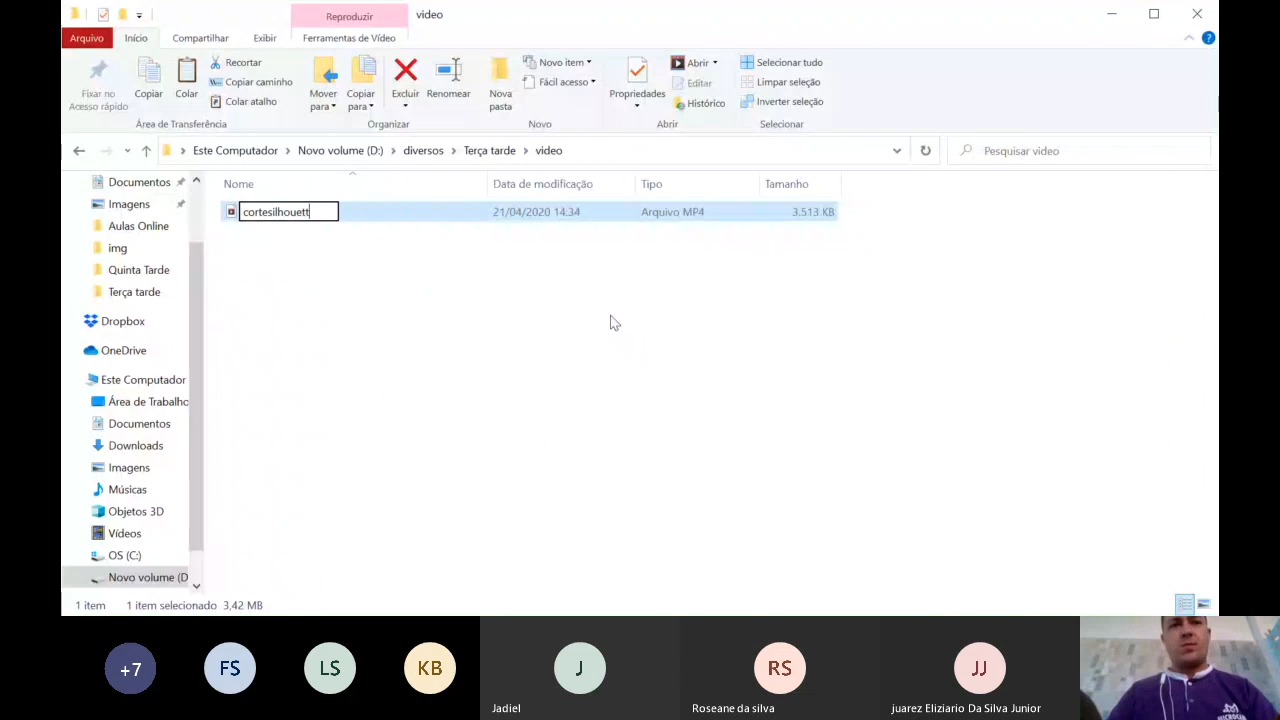 Reproduzir
video
Arquivo
Início
Compartilhar
Exibir
Ferramentas de Vídeo
Fixar no
Acesso rápido
Copiar
Colar
Recortar
Copiar caminho
Colar atalho
Área de Transferência
Mover
para
Copiar
para
Excluir
Renomear
Organizar
Nova
pasta
Novo item
Fácil acesso
Novo
Propriedades
Abrir
Editar
Histórico
Abrir
Selecionar tudo
Limpar seleção
Inverter seleção
Selecionar
Este Computador > Novo volume (D:) > diversos > Terça tarde > video
Pesquisar video
Nome
Data de modificação
Tipo
Tamanho
cortesilhouett
21/04/2020 14:34
Arquivo MP4
3.513 KB
Documentos
Imagens
Aulas Online
img
Quinta Tarde
Terça tarde
Dropbox
OneDrive
Este Computador
Área de Trabalho
Documentos
Downloads
Imagens
Músicas
Objetos 3D
Vídeos
OS (C:)
Novo volume (D
1 item
1 item selecionado 3,42 MB
+7
FS
LS
KB
J
RS
JJ
Jadiel
Roseane da silva
juarez Eliziario Da Silva Junior